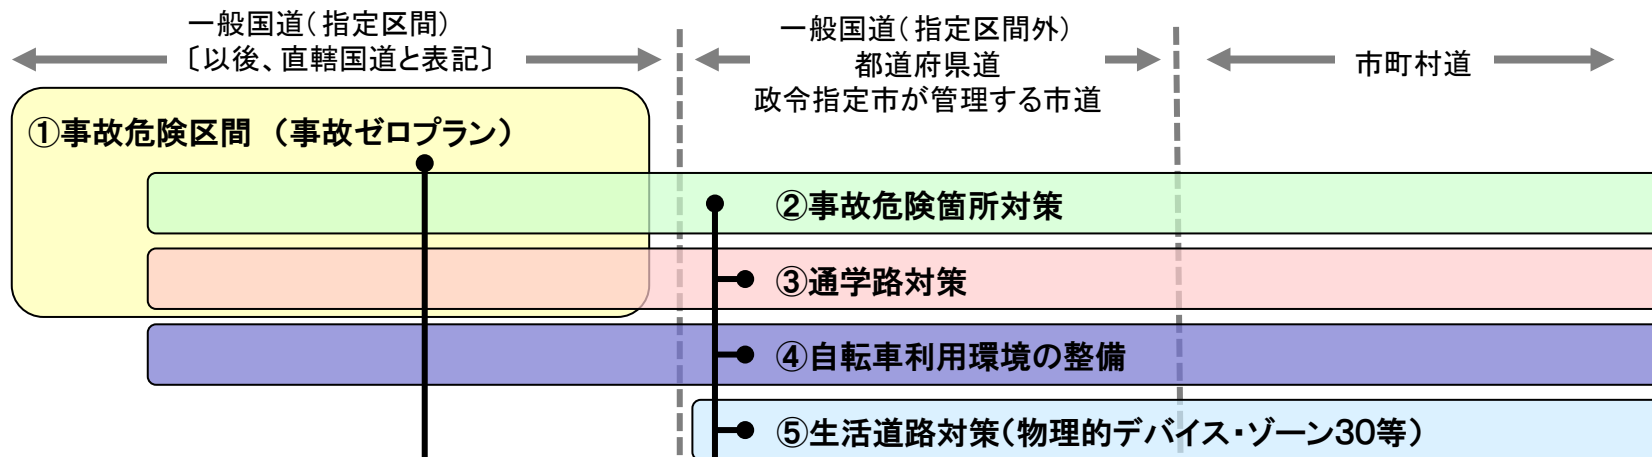 一般国道(指定区間)
〔以後、直轄国道と表記〕
一般国道(指定区間外)
都道府県道
政令指定市が管理する市道
市町村道
①事故危険区間 (事故ゼロプラン)
②事故危険箇所対策
③通学路対策
④自転車利用環境の整備
⑤生活道路対策(物理的デバイス・ゾーン30等)